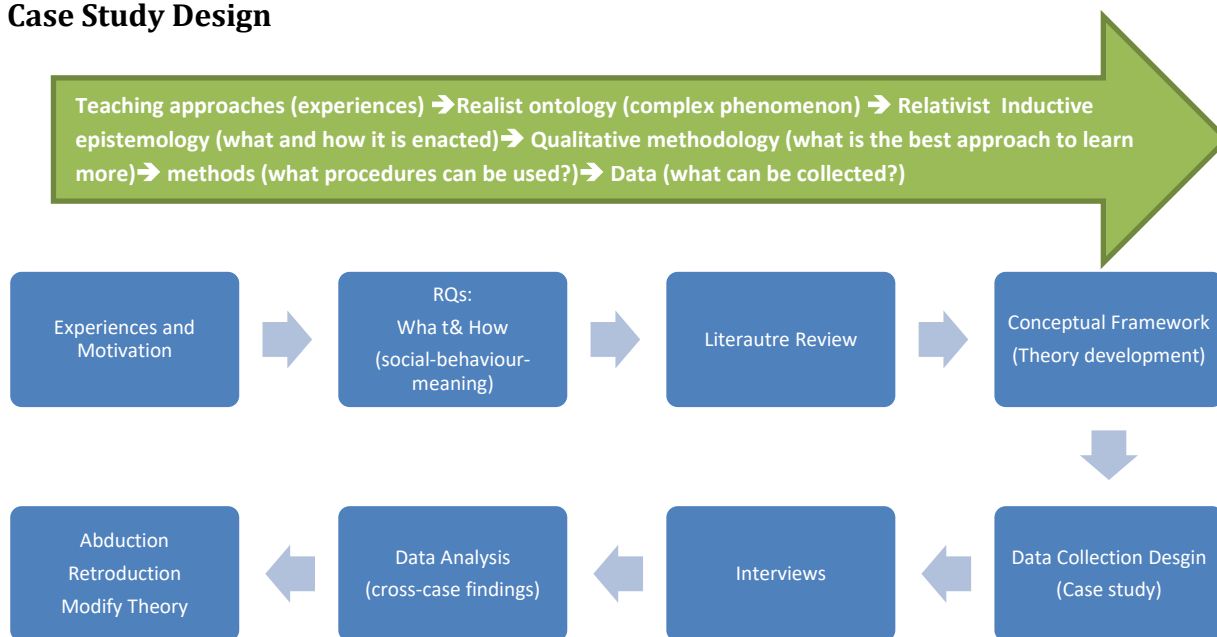 Case Study Design
Teaching approaches (experiences) ➔Realist ontology (complex phenomenon) ➔ Relativist Inductive
epistemology (what and how it is enacted)➔ Qualitative methodology (what is the best approach to learn
more)➔ methods (what procedures can be used?)➔ Data (what can be collected?)
Experiences and
Motivation
RQs:
Wha t& How
(social-behaviour-
meaning)
Literautre Review
Conceptual Framework
(Theory development)
Abduction
Retroduction
Modify Theory
Data Analysis
(cross-case findings)
Interviews
Data Collection Desgin
(Case study)